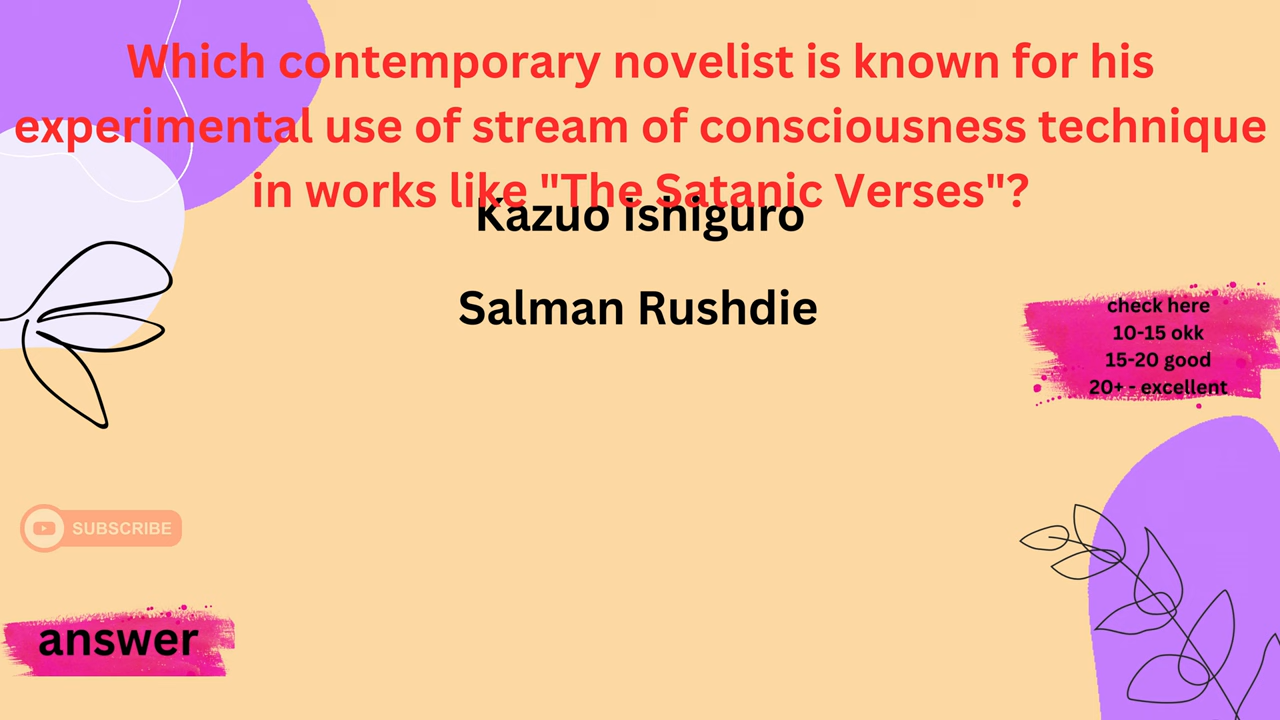 Which contemporary novelist is known for his
experimental use of stream of consciousness technique
in works like "The Satanic Verses"?
Kazuo Ishiguro
Salman Rushdie
check here
10-15 okk
15-20 good
20+ - excellent
SUBSCRIBE
answer